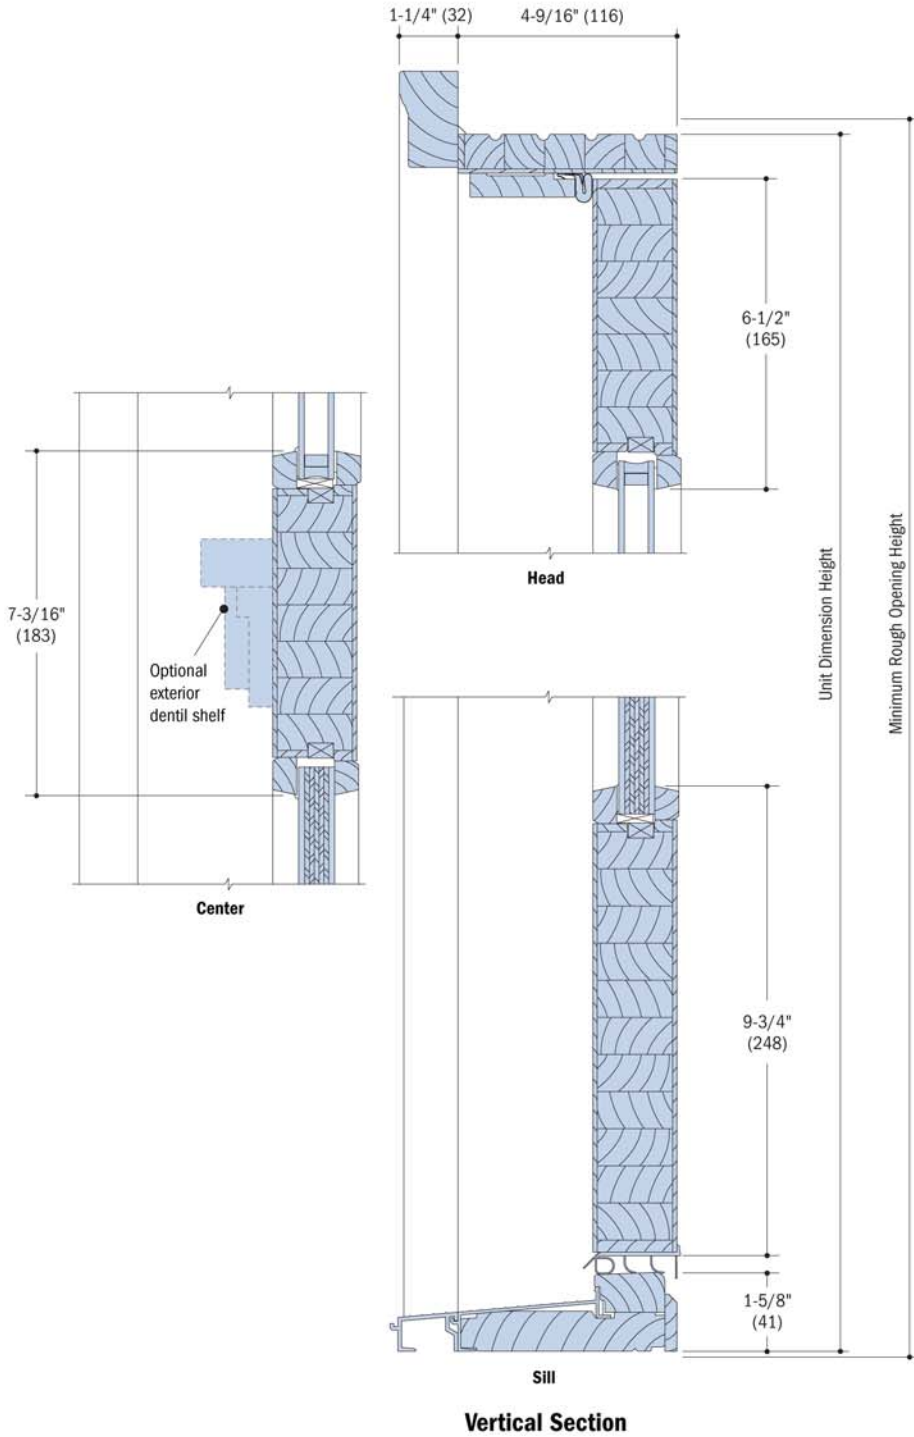 1-1/4" (32)
4-9/16" (116)
6-1/2"
(165)
Head
7-3/16"
(183)
Optional
exterior
dentil shelf
Center
Unit Dimension Height
Minimum Rough Opening Height
9-3/4"
(248)
1-5/8"
(41)
Sill
Vertical Section